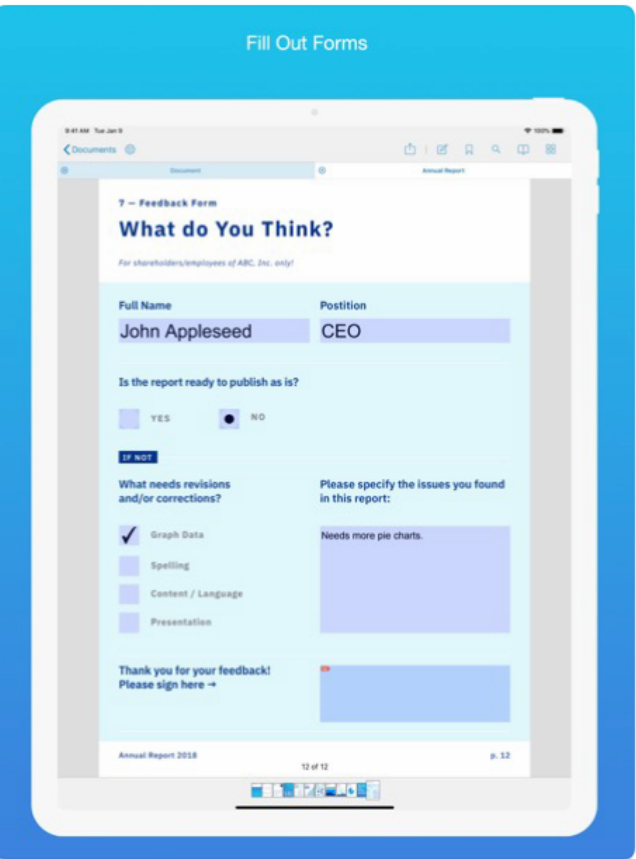 Fill Out Forms
9:41 AM Tue Jan 9
100%
Documents
Document
Annual Report
7 — Feedback Form
What do You Think?
For shareholders/employees of ABC, Inc. only!
Full Name
Postition
John Appleseed
CEO
Is the report ready to publish as is?
YES
NO
IF NOT
What needs revisions
and/or corrections?
Please specify the issues you found
in this report:
Graph Data
Needs more pie charts.
Spelling
Content / Language
Presentation
Thank you for your feedback!
Please sign here →
Annual Report 2018
p. 12
12 of 12